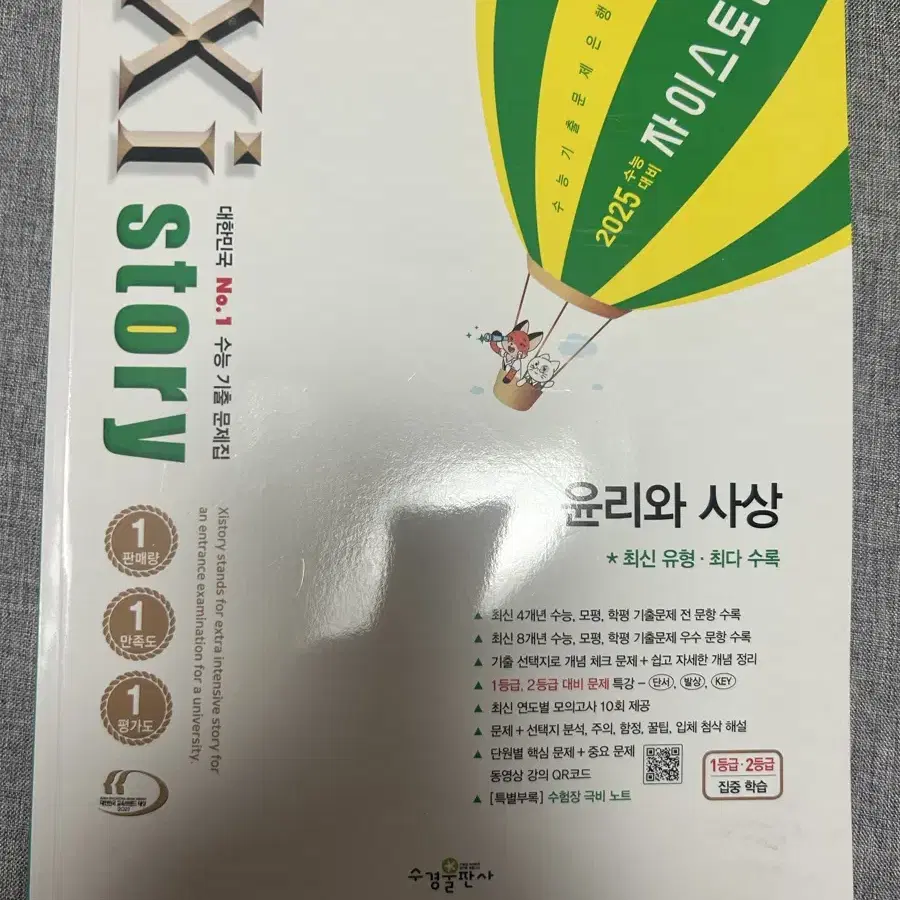 Xi
story
대한민국 No.1 수능 기출 문제집
Xistory stands for extra intensive story for
an entrance examination for a university.
1
판매량
1
만족도
1
평가도
수능기출문제은행
2025 수능
대비
자이스토
윤리와 사상
* 최신 유형 · 최다 수록
▲ 최신 4개년 수능, 모평, 학평 기출문제 전 문항 수록
▲ 최신 8개년 수능, 모평, 학평 기출문제 우수 문항 수록
▲ 기출 선택지로 개념 체크 문제 + 쉽고 자세한 개념 정리
▲ 1등급, 2등급 대비 문제 특강 – 단서, 발상, KEY
▲ 최신 연도별 모의고사 10회 제공
▲ 문제 + 선택지 분석, 주의, 함정, 꿀팁, 입체 첨삭 해설
▲ 단원별 핵심 문제 + 중요 문제
동영상 강의 QR코드
▲ [특별부록] 수험장 극비 노트
1등급·2등급
집중 학습
수경출판사